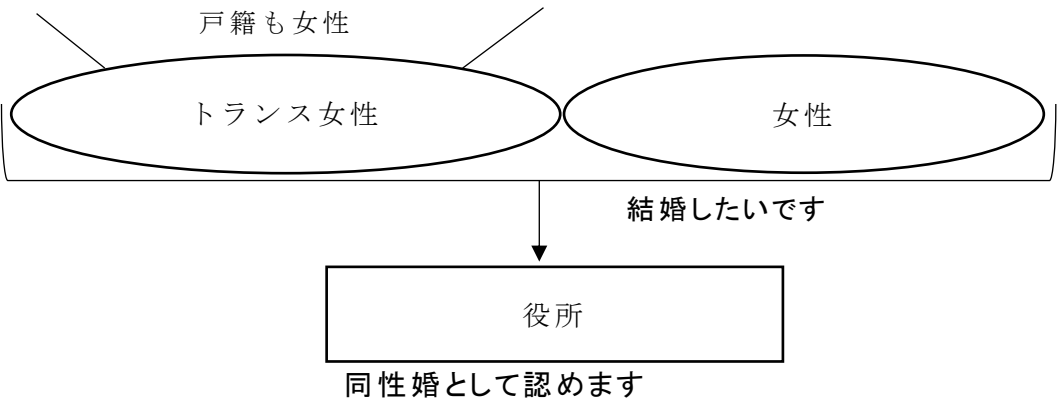 戸籍も女性
トランス女性
女性
結婚したいです
役所
同性婚として認めます